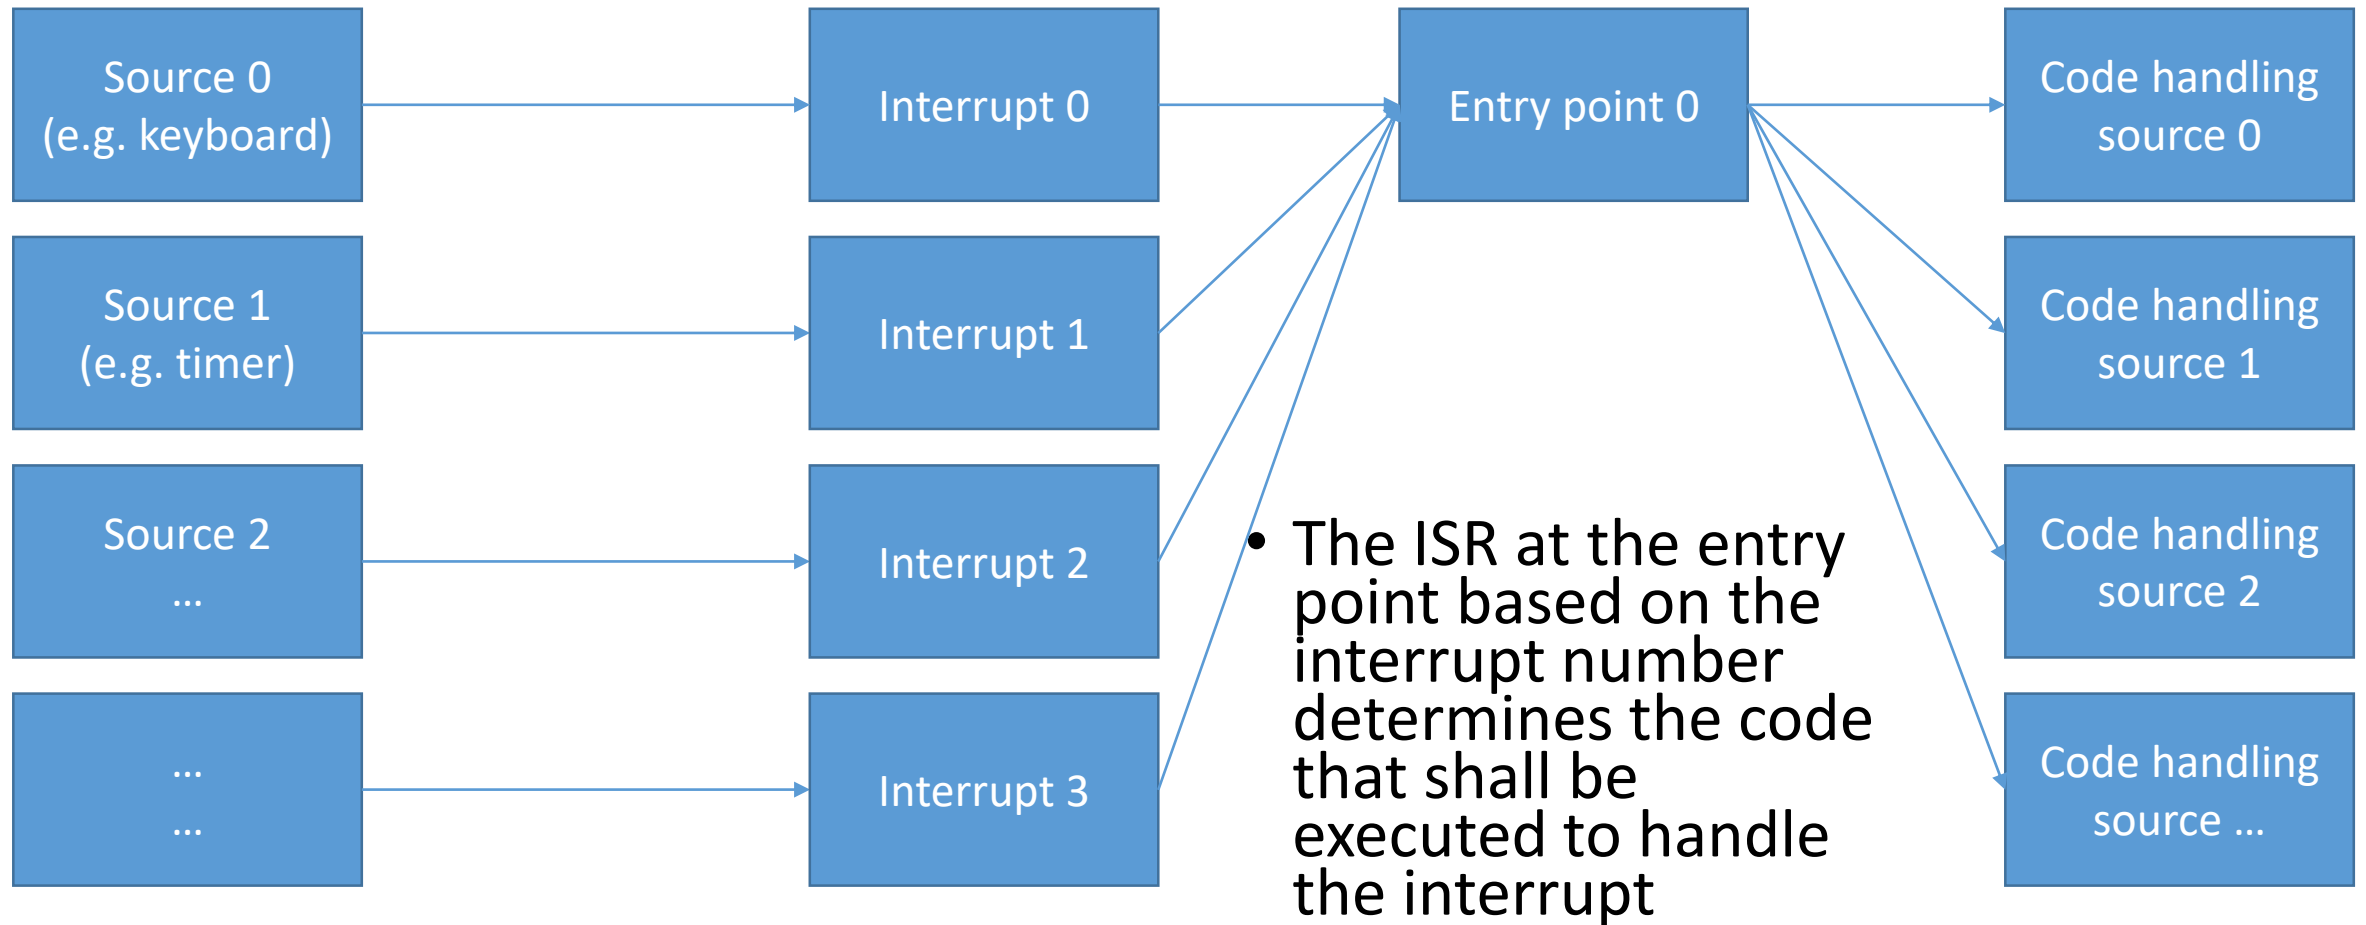 Source 0
(e.g. keyboard)
Interrupt 0
Entry point 0
Code handling
source 0
Source 1
(e.g. timer)
Interrupt 1
Code handling
source 1
Source 2
...
Interrupt 2
Code handling
source 2
...
...
Interrupt 3
Code handling
source ...
• The ISR at the entry
point based on the
interrupt number
determines the code
that shall be
executed to handle
the interrupt